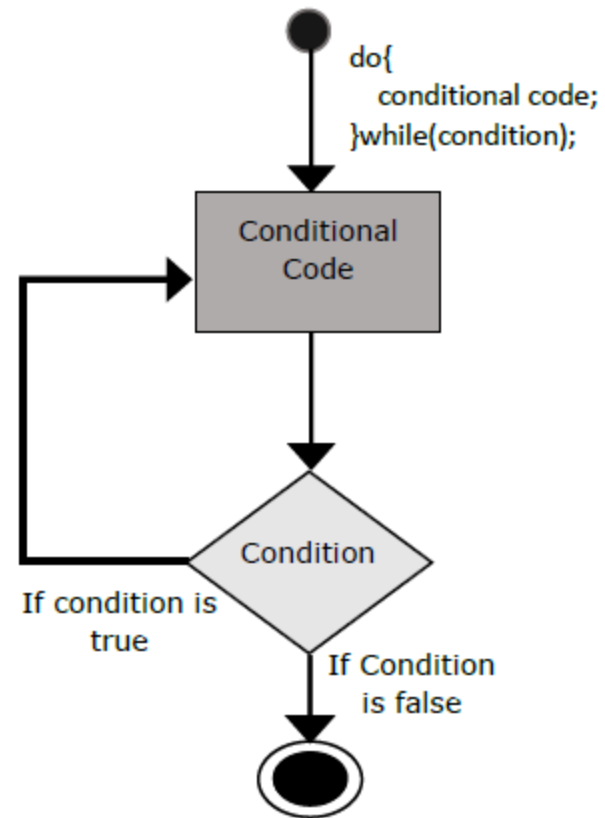 do{
conditional code;
}while(condition);
Conditional
Code
Condition
If condition is
true
If Condition
is false